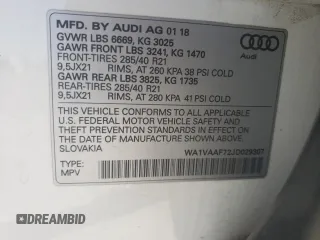 MFD. BY AUDI AG 01 18
GVWR LBS 6669, KG 3025
GAWR FRONT LBS 3241, KG 1470
FRONT-TIRES 285/40 R21
9,5JX21 RIMS, AT 260 KPA 38 PSI COLD
GAWR REAR LBS 3825, KG 1735
REAR-TIRES 285/40 R21
9,5JX21 RIMS, AT 280 KPA 41 PSI COLD
Audi
THIS VEHICLE CONFORMS TO ALL APPLICABLE
U.S. FEDERAL MOTOR VEHICLE SAFETY AND
THEFT PREVENTION STANDARDS IN EFFECT ON THE
DATE OF MANUFACTURE SHOWN ABOVE.
SLOVAKIA
TYPE:
MPV
AUTOBIDMASTER